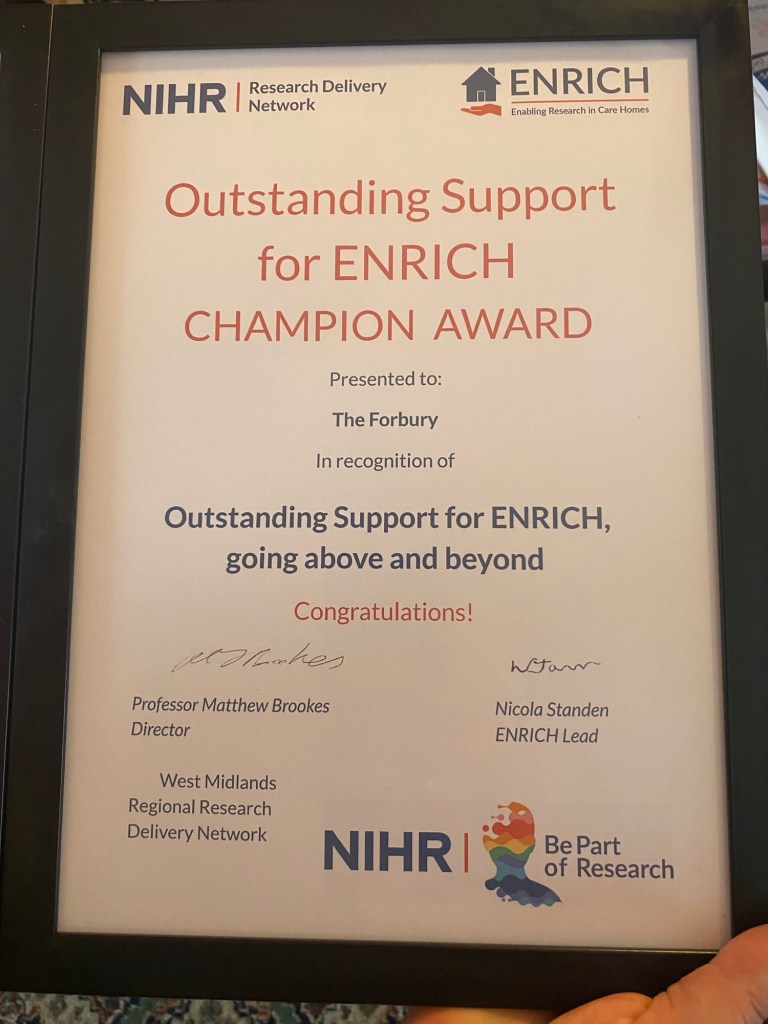 NIHR | Research Delivery
Network
ENRICH
Enabling Research in Care Homes
Outstanding Support
for ENRICH
CHAMPION AWARD
Presented to:
The Forbury
In recognition of
Outstanding Support for ENRICH,
going above and beyond
Congratulations!
Professor Matthew Brookes
Director
Nicola Standen
ENRICH Lead
West Midlands
Regional Research
Delivery Network
NIHR | Be Part
of Research